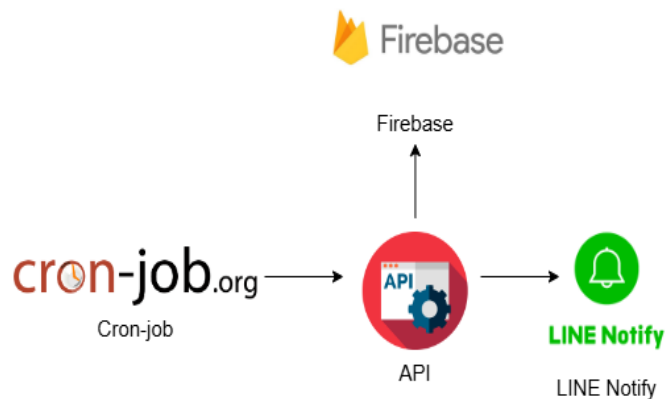 Firebase
Firebase
cron-job.org
Cron-job
API
API
LINE Notify
LINE Notify